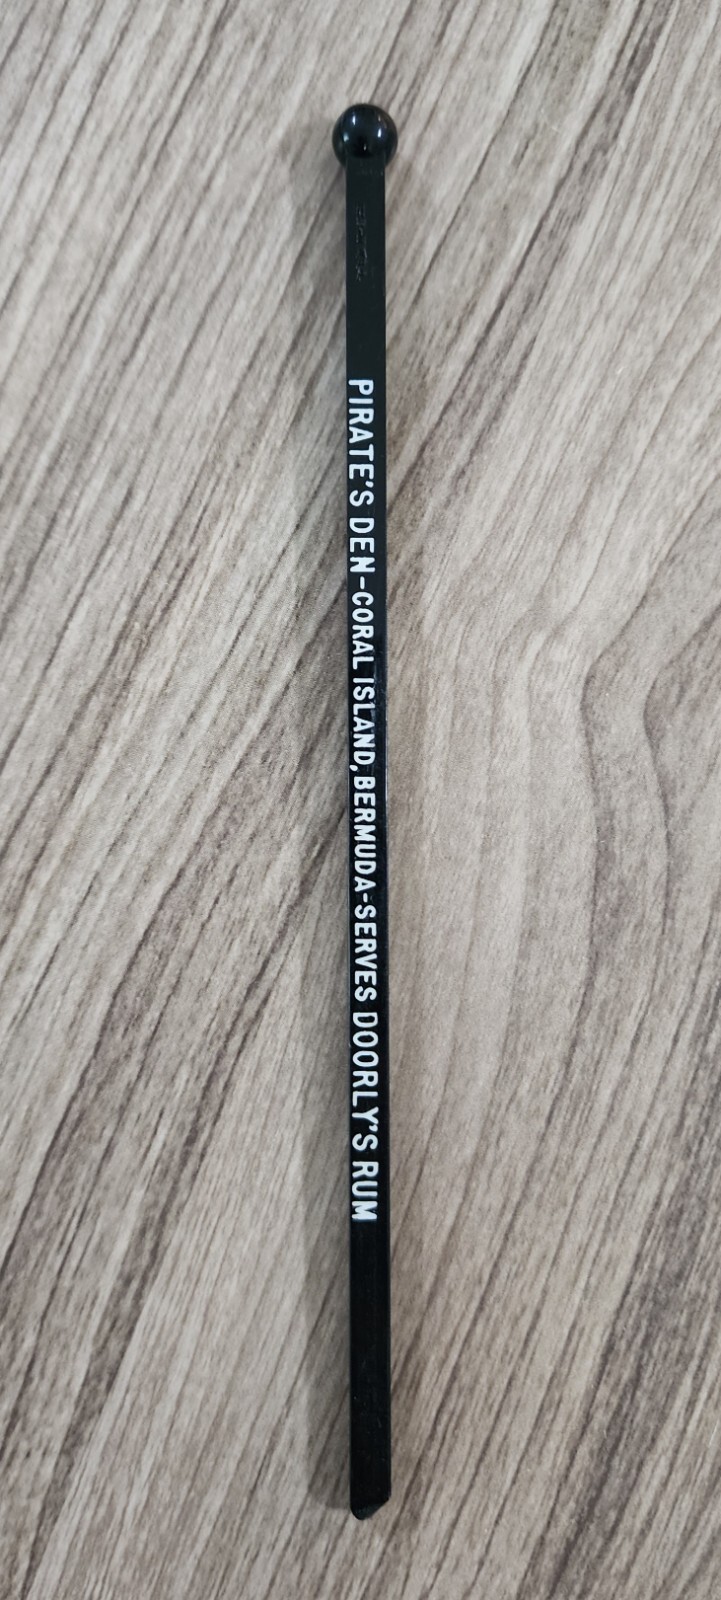 PIRATE'S DEN-CORAL ISLAND, BERMUDA-SERVES DOORLY'S RUM